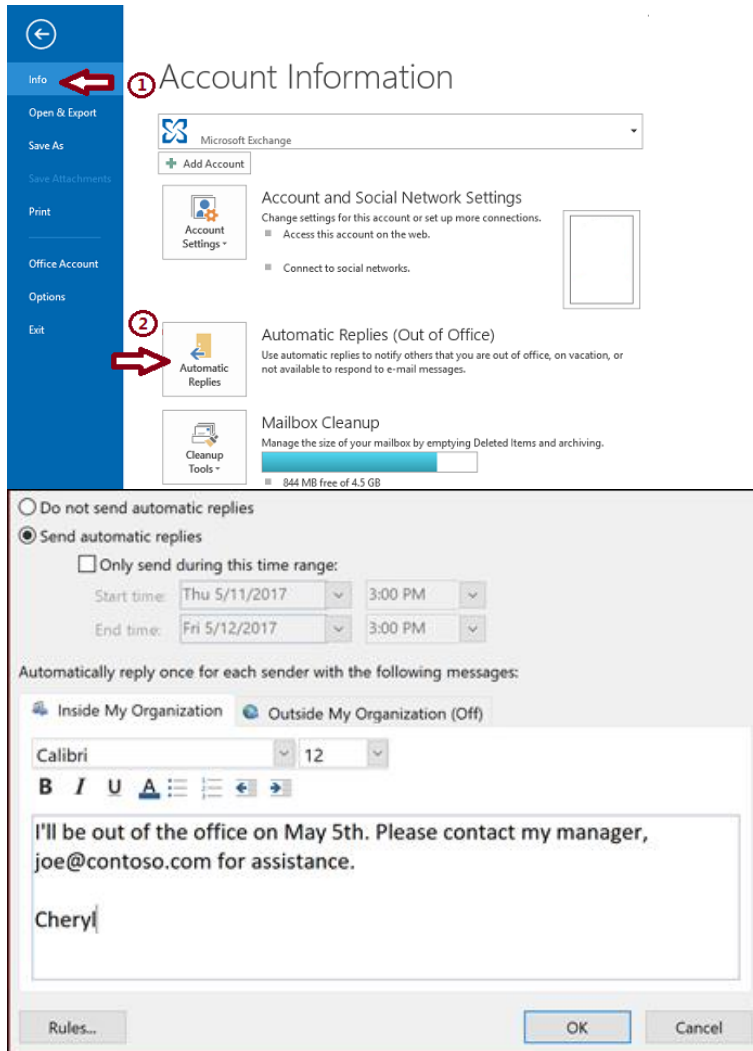 Info
①
Account Information
Open & Export
Save As
Save Attachments
Print
Office Account
Options
Exit
Microsoft Exchange
Add Account
Account
Settings
Account and Social Network Settings
Change settings for this account or set up more connections.
Access this account on the web.
Connect to social networks.
②
Automatic
Replies
Automatic Replies (Out of Office)
Use automatic replies to notify others that you are out of office, on vacation, or
not available to respond to e-mail messages.
Cleanup
Tools
Mailbox Cleanup
Manage the size of your mailbox by emptying Deleted Items and archiving.
844 MB free of 4.5 GB
Do not send automatic replies
Send automatic replies
Only send during this time range:
Start time: Thu 5/11/2017 3:00 PM
End time: Fri 5/12/2017 3:00 PM
Automatically reply once for each sender with the following messages:
Inside My Organization Outside My Organization (Off)
Calibri 12
B I U A
I'll be out of the office on May 5th. Please contact my manager,
joe@contoso.com for assistance.
Cheryl
Rules... OK Cancel